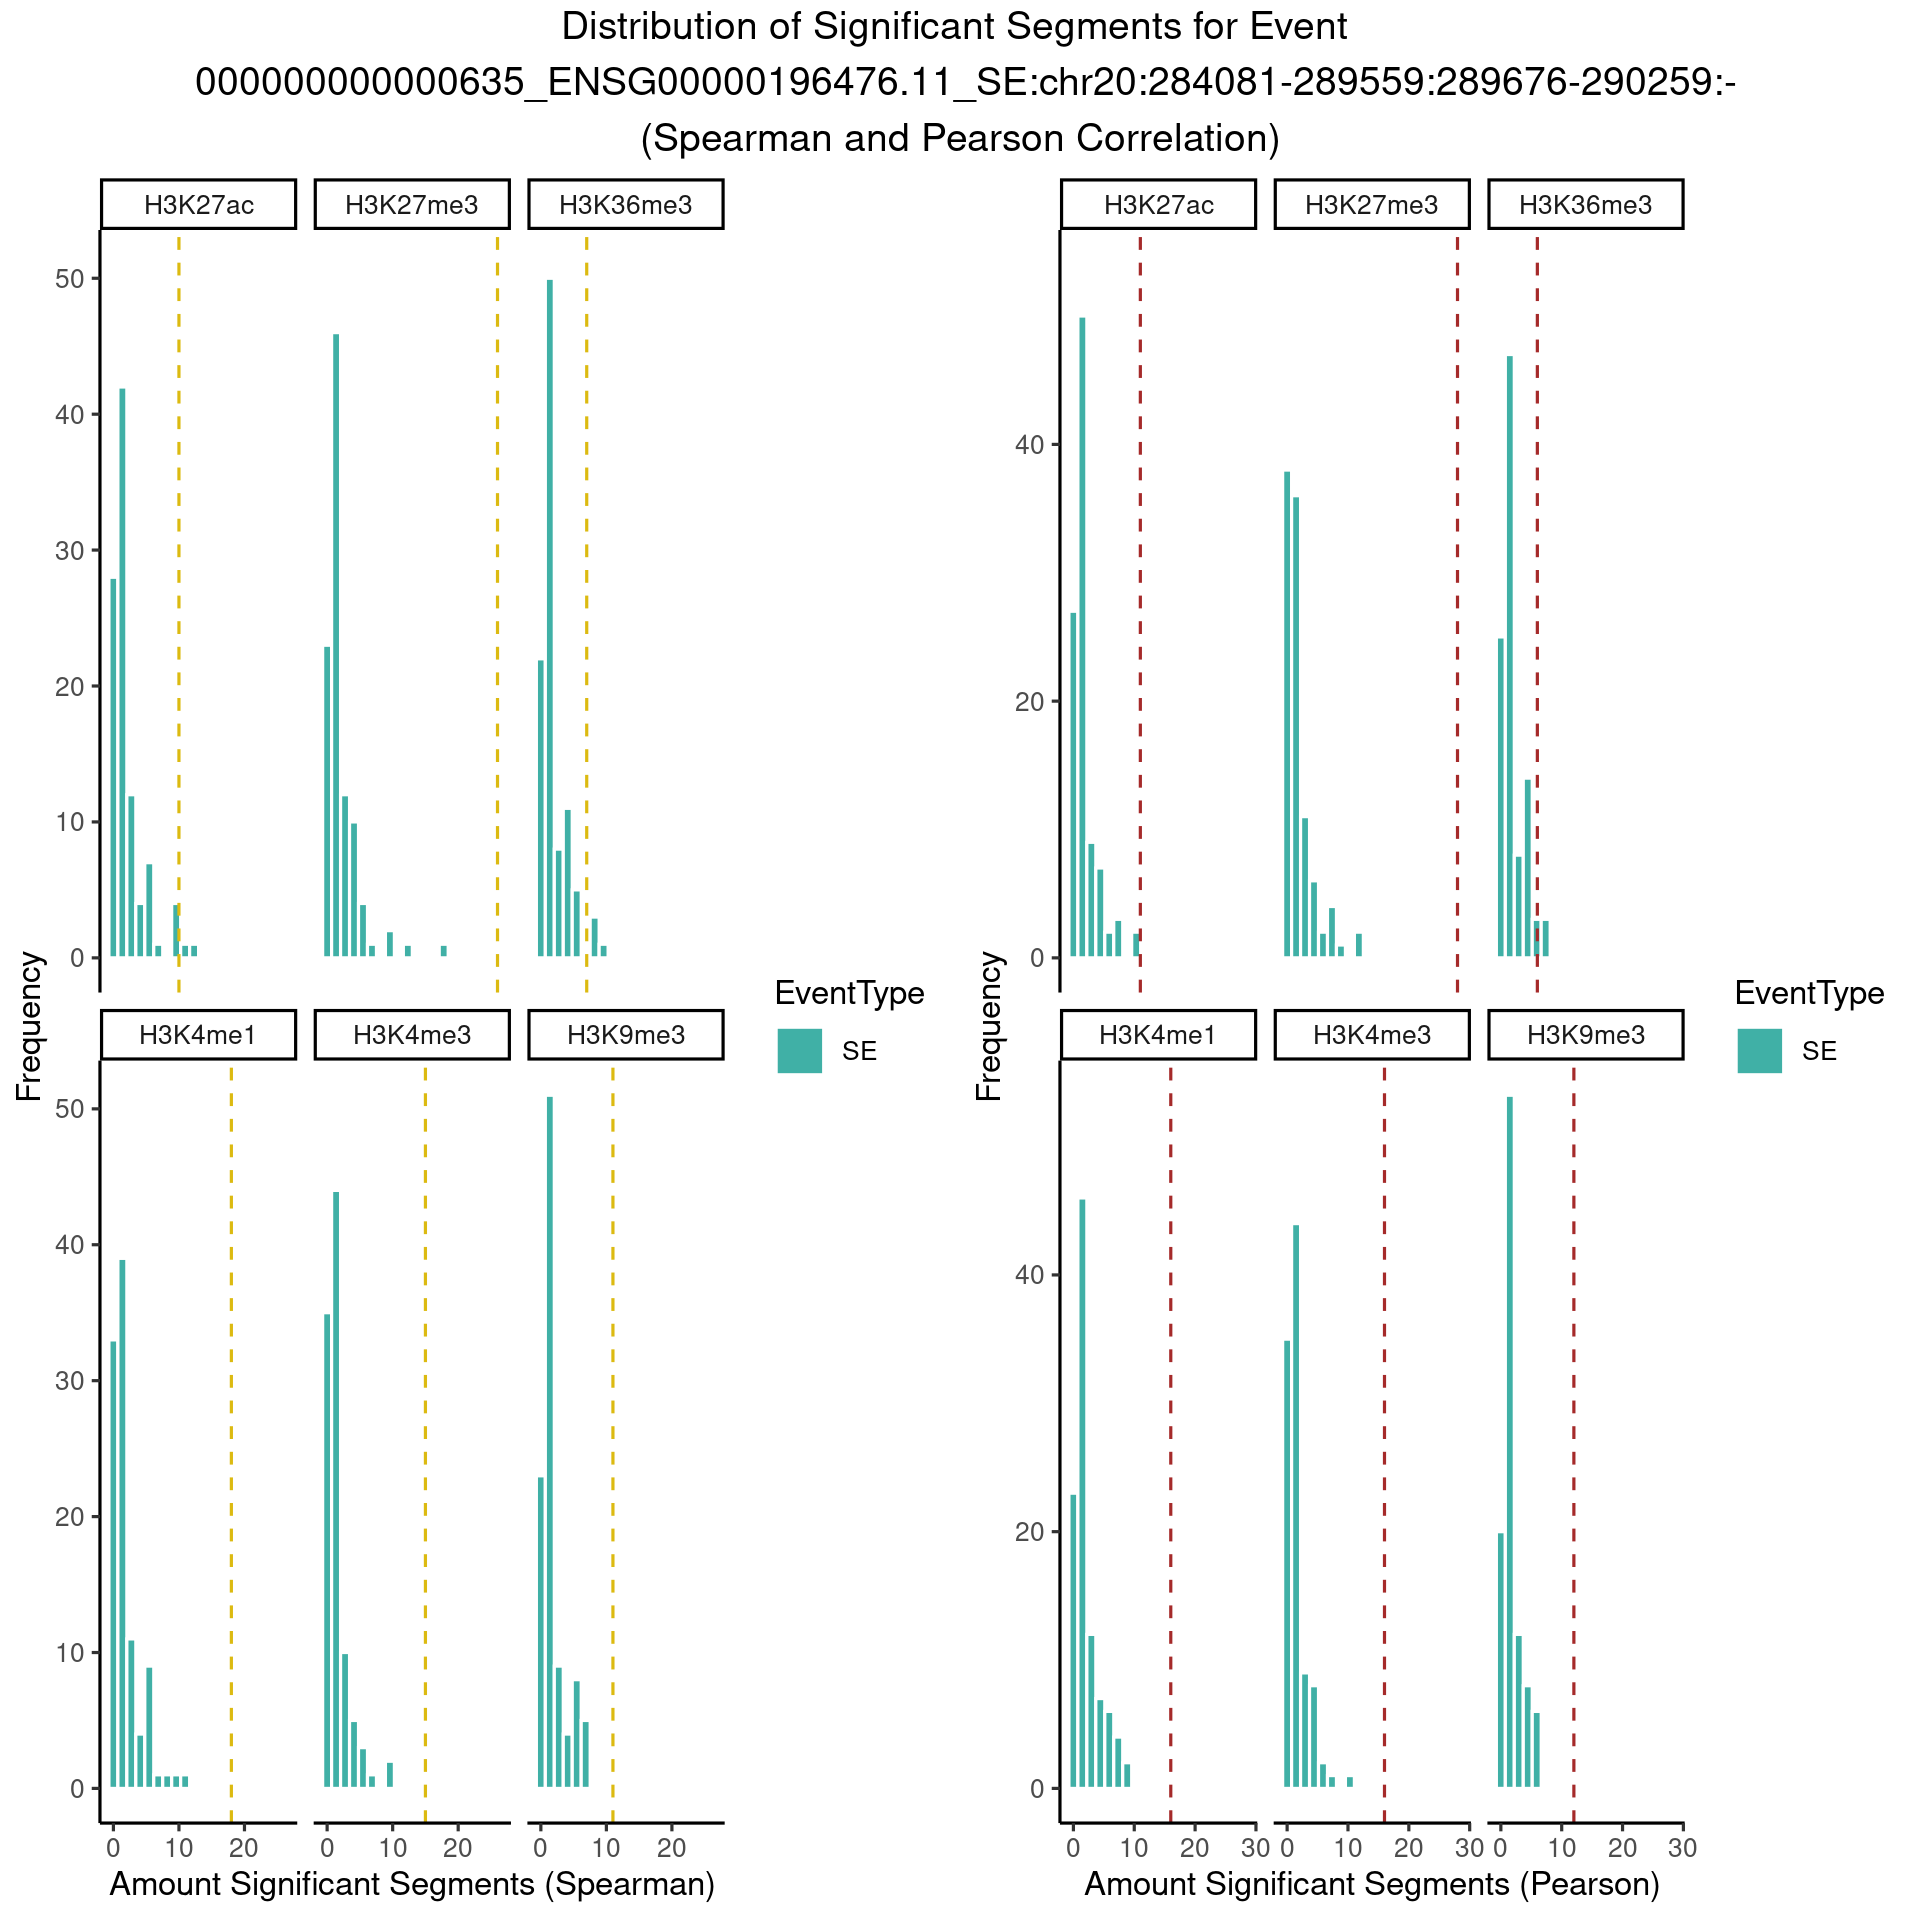 Distribution of Significant Segments for Event
000000000000635_ENSG00000196476.11_SE:chr20:284081-289559:289676-290259:-
(Spearman and Pearson Correlation)
H3K27ac H3K27me3 H3K36me3
50
40
30
20
10
0
H3K4me1 H3K4me3 H3K9me3
50
40
30
20
10
0
0 10 20 0 10 20 0 10 20
Frequency
Amount Significant Segments (Spearman)
EventType
SE
H3K27ac H3K27me3 H3K36me3
40
20
0
H3K4me1 H3K4me3 H3K9me3
40
20
0
0 10 20 30 0 10 20 30 0 10 20 30
Frequency
Amount Significant Segments (Pearson)
EventType
SE